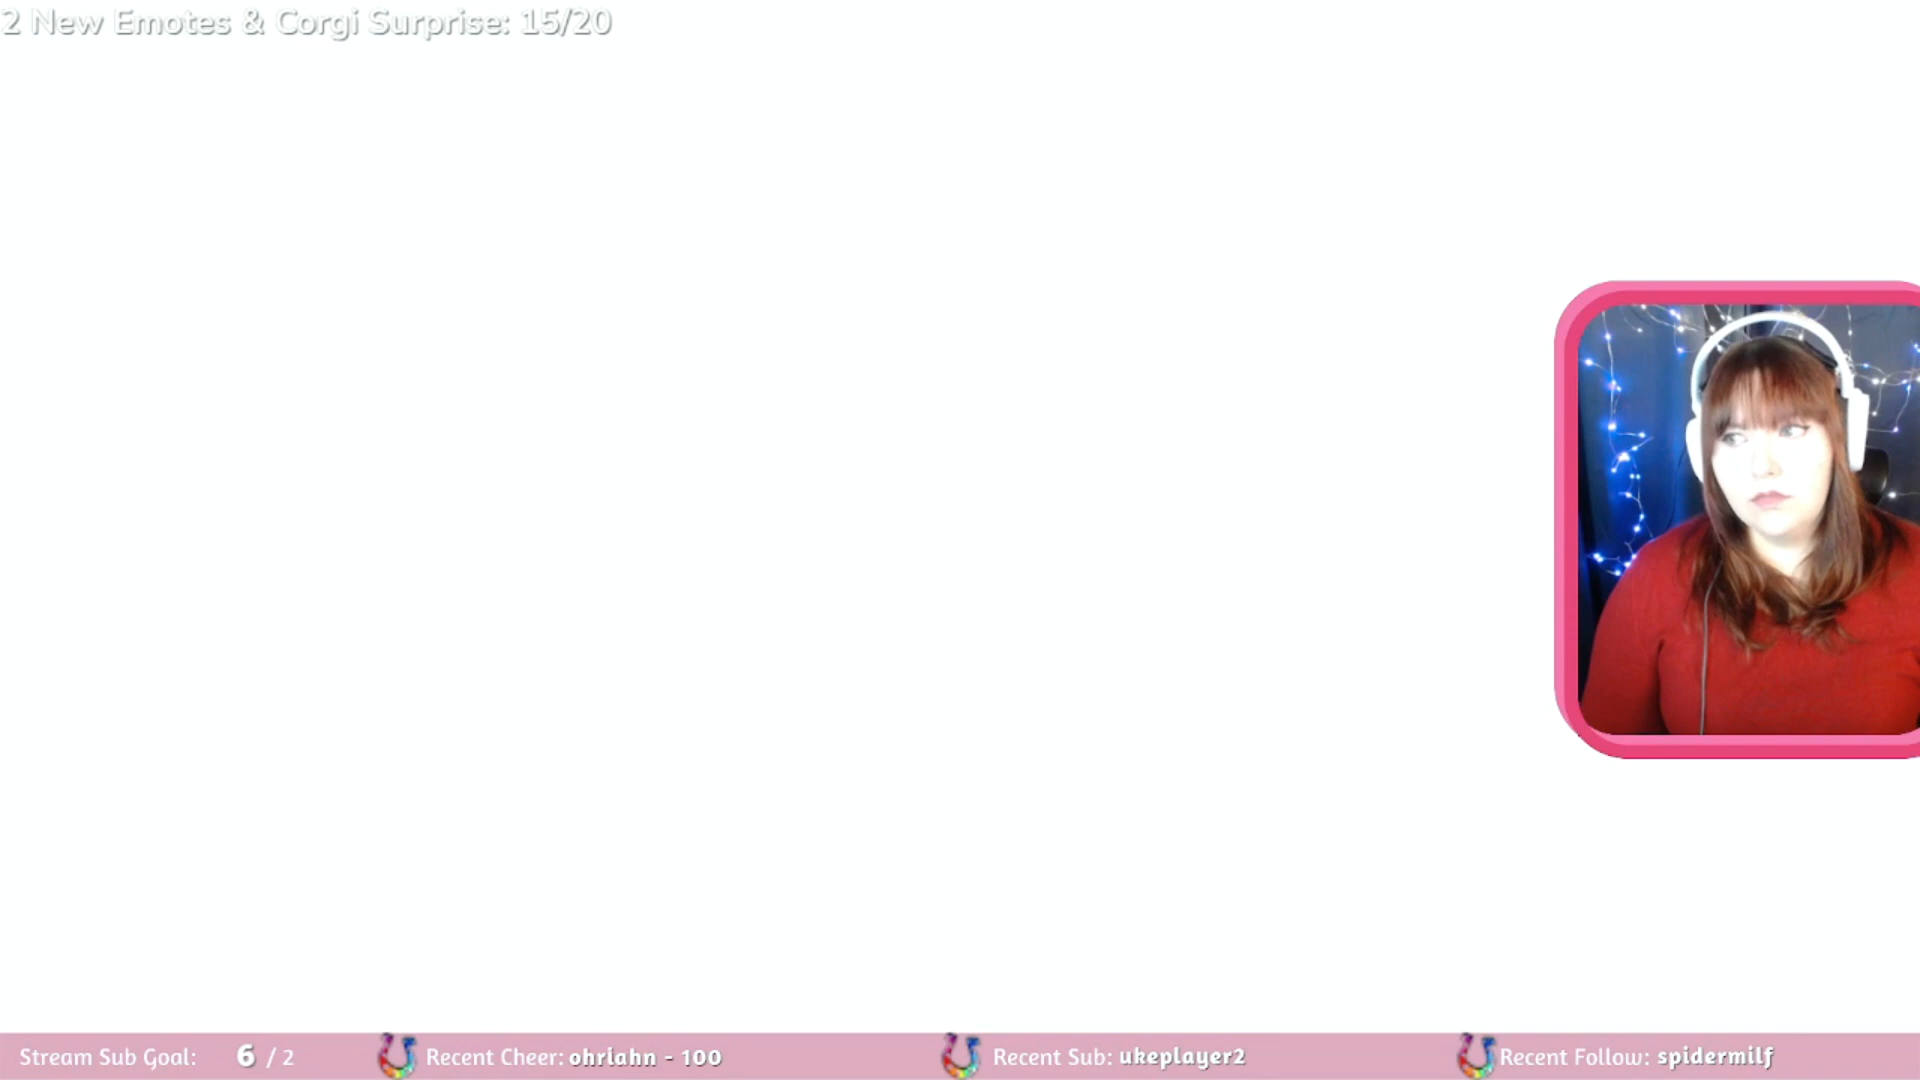 2 New Emotes & Corgi Surprise: 15/20
Stream Sub Goal: 6 / 2 Recent Cheer: ohriahn - 100 Recent Sub: ukeplayer2 Recent Follow: spidermilf